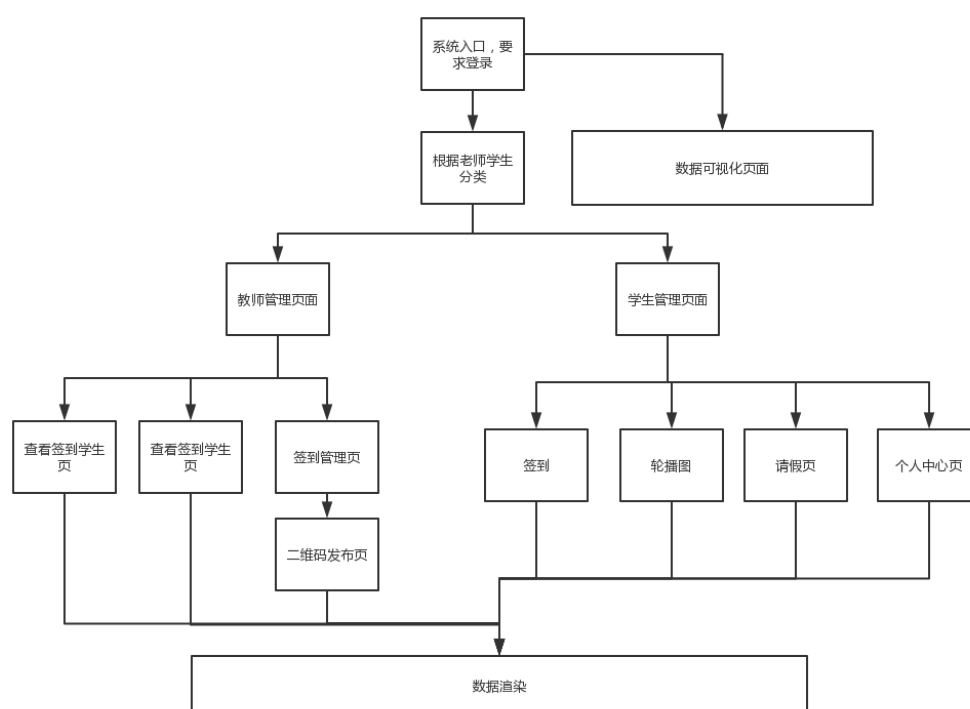 系统入口，要
求登录
根据老师学生
分类
数据可视化页面
教师管理页面
学生管理页面
查看签到学生
页
查看签到学生
页
签到管理页
签到
轮播图
请假页
个人中心页
二维码发布页
数据渲染